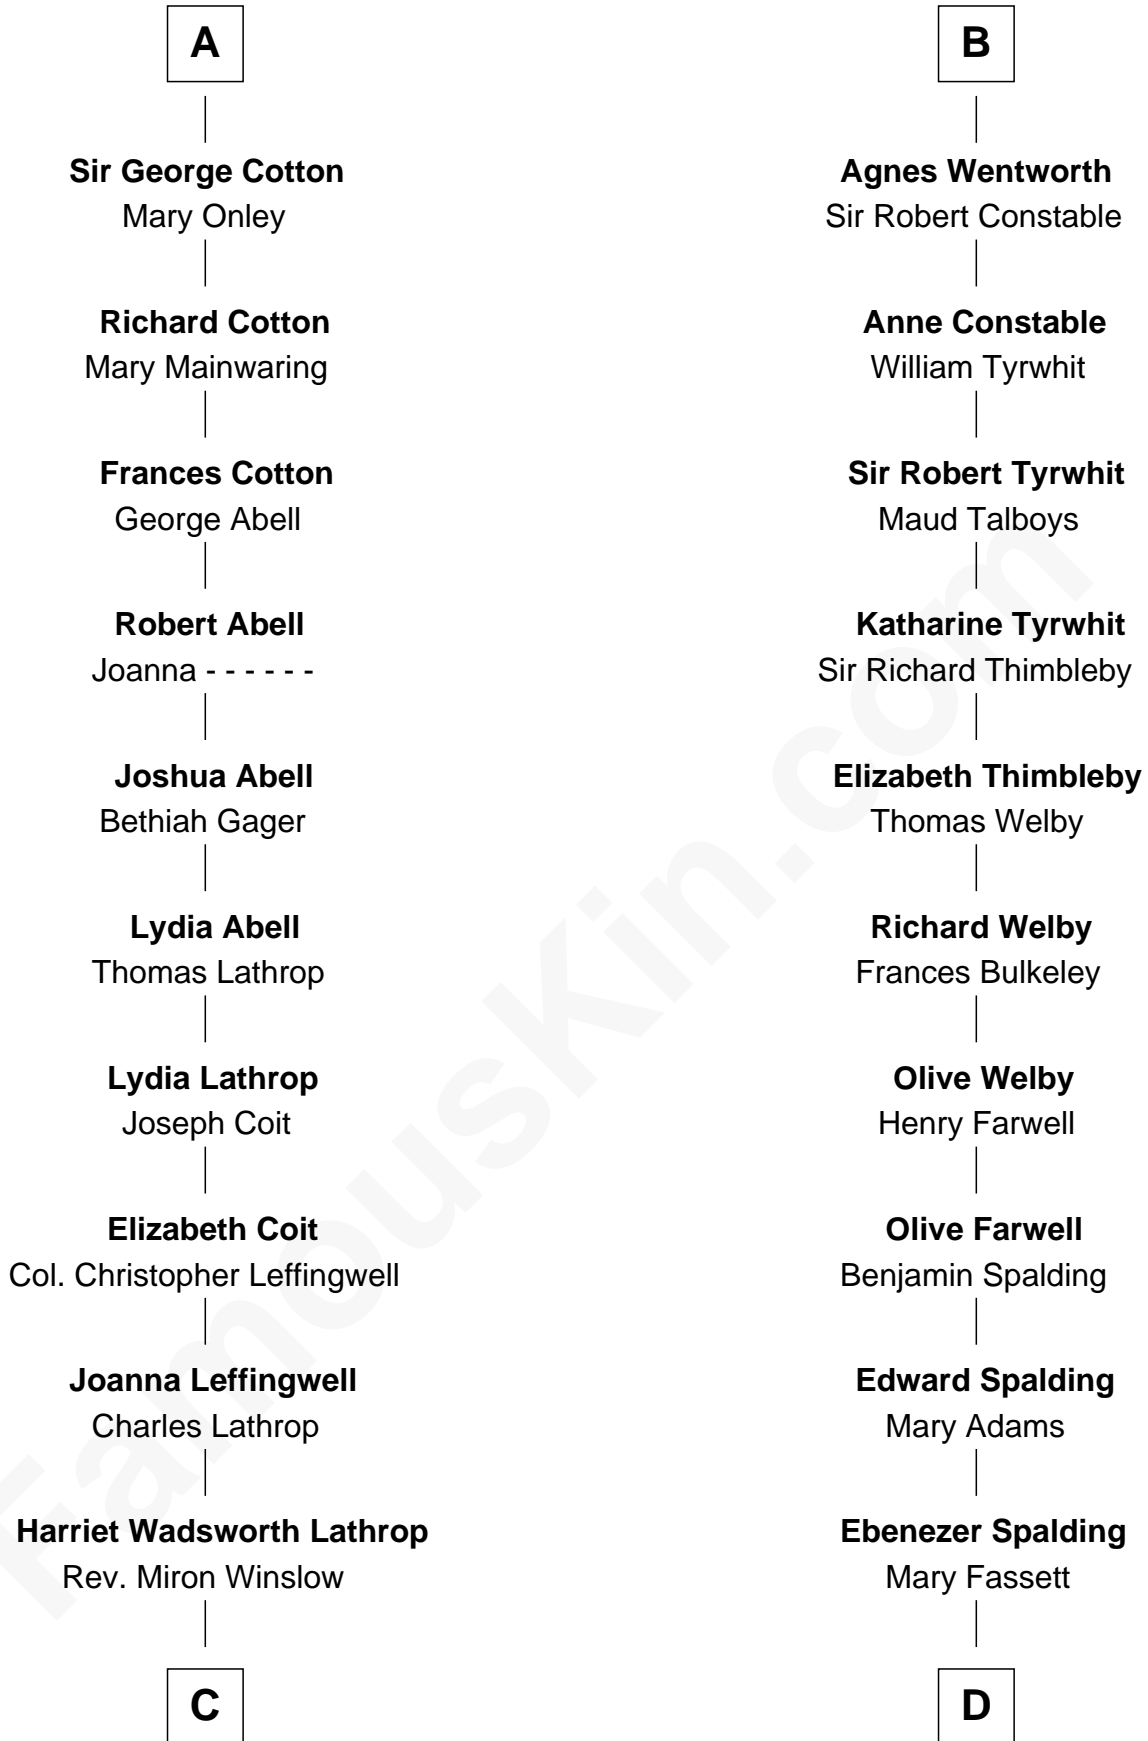 A
Sir George Cotton
Mary Onley
Richard Cotton
Mary Mainwaring
Frances Cotton
George Abell
Robert Abell
Joanna - - - - - -
Joshua Abell
Bethiah Gager
Lydia Abell
Thomas Lathrop
Lydia Lathrop
Joseph Coit
Elizabeth Coit
Col. Christopher Leffingwell
Joanna Leffingwell
Charles Lathrop
Harriet Wadsworth Lathrop
Rev. Miron Winslow
C
B
Agnes Wentworth
Sir Robert Constable
Anne Constable
William Tyrwhit
Sir Robert Tyrwhit
Maud Talboys
Katharine Tyrwhit
Sir Richard Thimbleby
Elizabeth Thimbleby
Thomas Welby
Richard Welby
Frances Bulkeley
Olive Welby
Henry Farwell
Olive Farwell
Benjamin Spalding
Edward Spalding
Mary Adams
Ebenezer Spalding
Mary Fassett
D
FamousKin.com